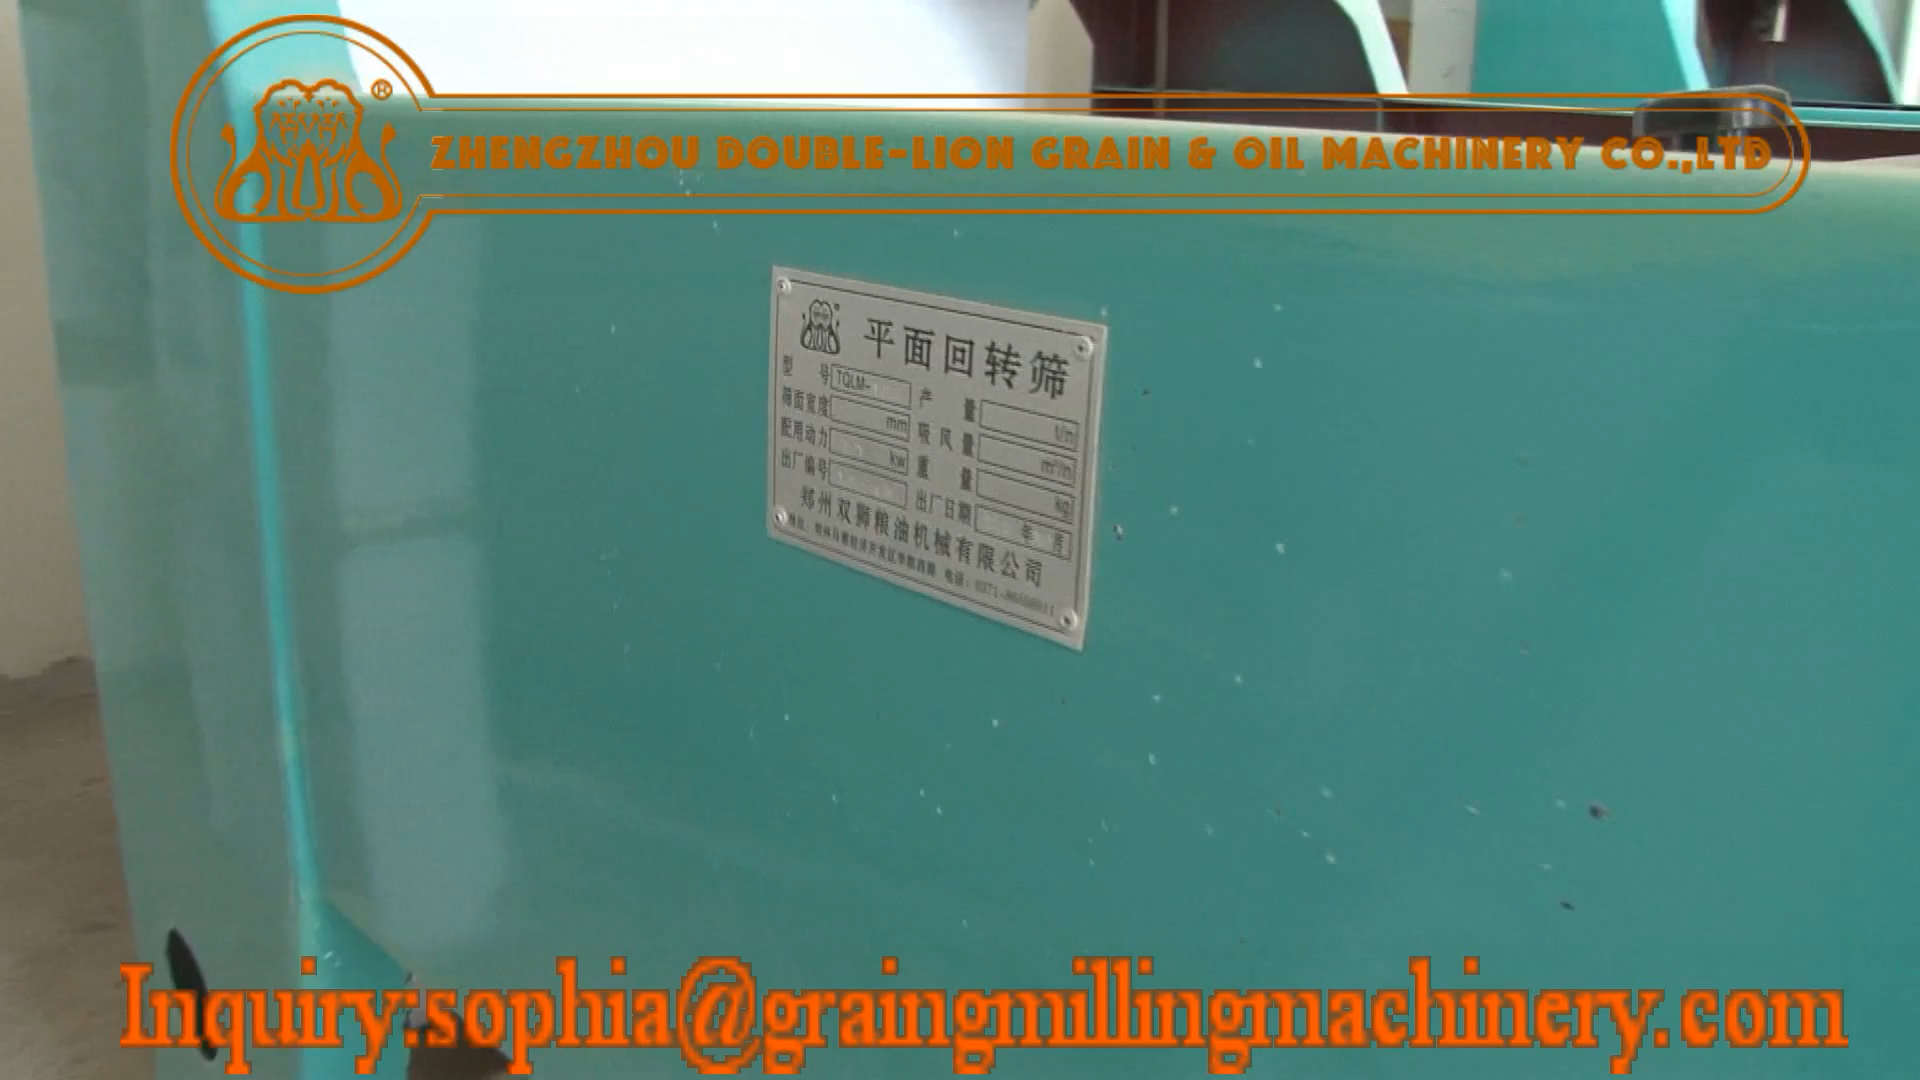 ®
ZHENGZHOU DOUBLE-LION GRAIN & OIL MACHINERY CO.,LTD
平面回转筛
型 号 TQLM- 产 量 t/h
筛面宽度 mm 吸风量 m³/h
配用动力 kw 重 量 kg
出厂编号 出厂日期 年 月
郑州双狮粮油机械有限公司
电话: 0371-
Inquiry:sophia@graingmillingmachinery.com